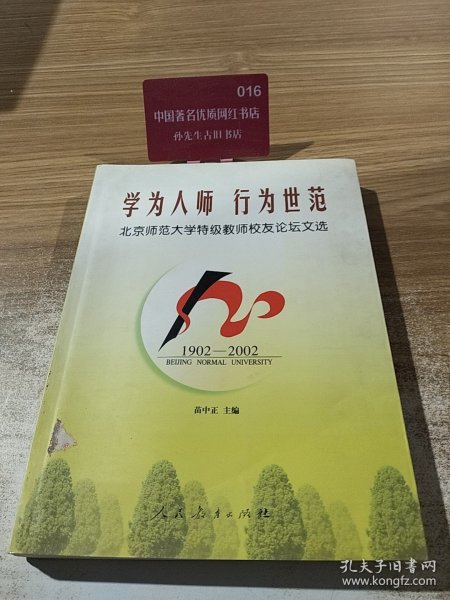 016
中国著名优质网红书店
孙先生古旧书店
学为人师 行为世范
北京师范大学特级教师校友论坛文选
1902—2002
BEIJING NORMAL UNIVERSITY
苗中正 主编
人民教育出版社
孔夫子旧书网
www.kongfz.com